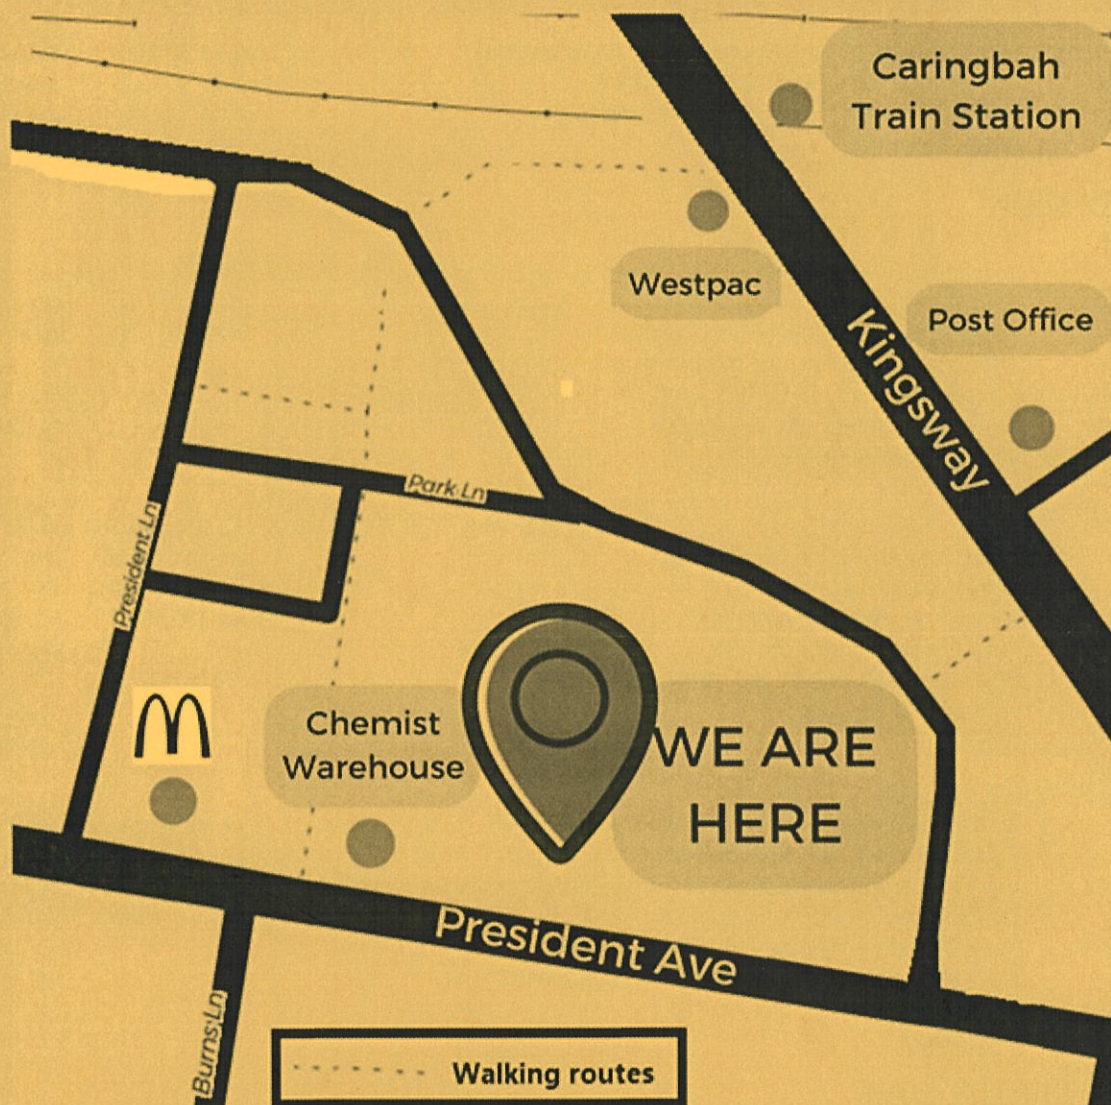 Caringbah
Train Station
Westpac
Post Office
Kingsway
Park Ln
President Ln
Chemist
Warehouse
WE ARE
HERE
President Ave
Burns Ln
Walking routes